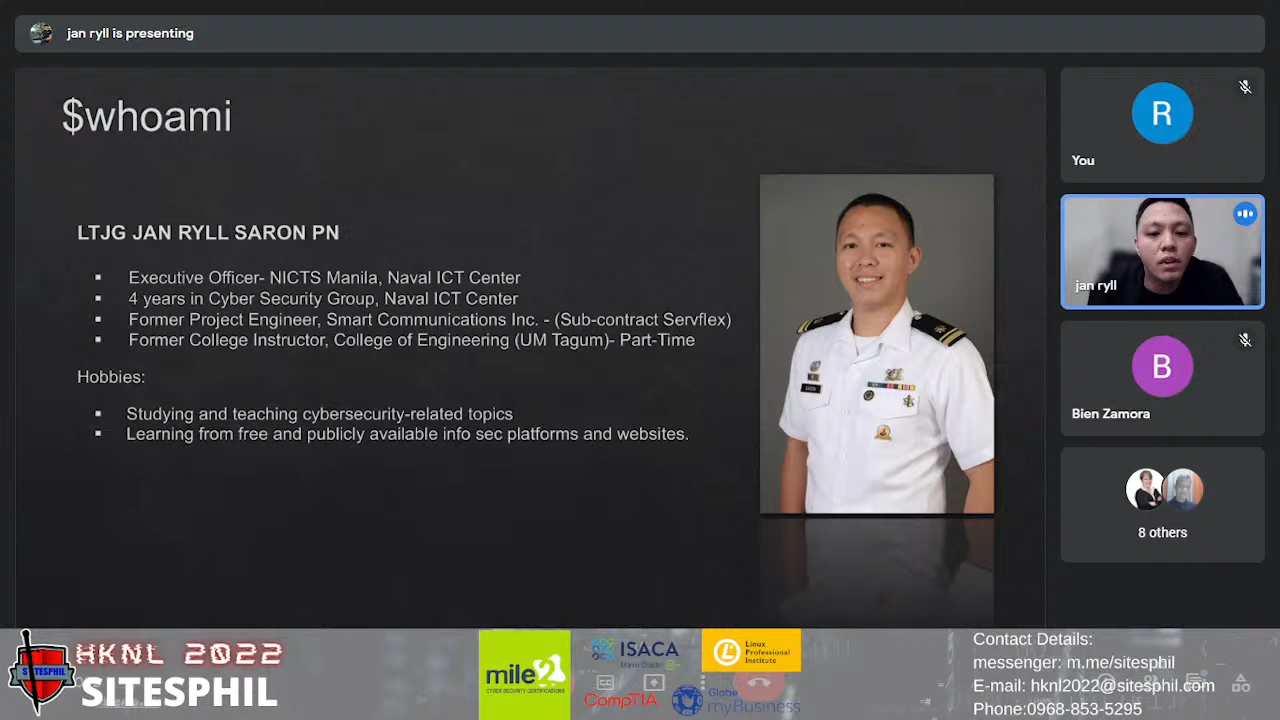 jan ryll is presenting
$whoami
LTJG JAN RYLL SARON PN
Executive Officer- NICTS Manila, Naval ICT Center
4 years in Cyber Security Group, Naval ICT Center
Former Project Engineer, Smart Communications Inc. - (Sub-contract Servflex)
Former College Instructor, College of Engineering (UM Tagum)- Part-Time
Hobbies:
Studying and teaching cybersecurity-related topics
Learning from free and publicly available info sec platforms and websites.
R
You
jan ryll
B
Bien Zamora
8 others
HKNL 2022
SITESPHIL
SITESPHIL
mile2
CYBER SECURITY CERTIFICATIONS
ISACA
Manila Chapter
CompTIA
Linux
Professional
Institute
Globe
myBusiness
Contact Details:
messenger: m.me/sitesphil
E-mail: hknl2022@sitesphil.com
Phone:0968-853-5295